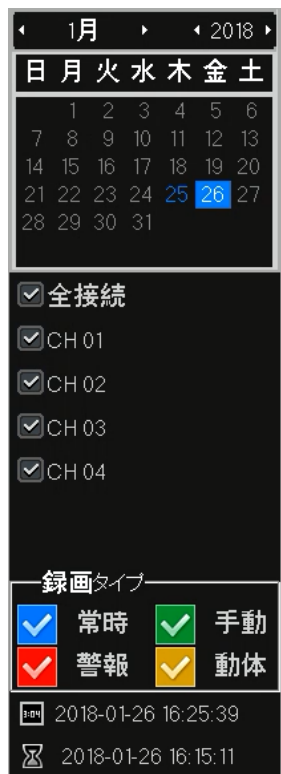 1月 2018
日 月 火 水 木 金 土
1 2 3 4 5 6
7 8 9 10 11 12 13
14 15 16 17 18 19 20
21 22 23 24 25 26 27
28 29 30 31
全接続
CH 01
CH 02
CH 03
CH 04
録画タイプ
常時 手動
警報 動体
3:04 2018-01-26 16:25:39
2018-01-26 16:15:11